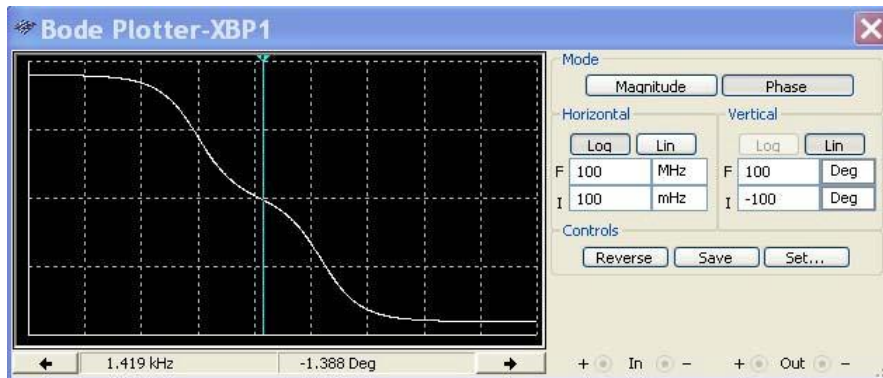 Bode Plotter-XBP1
Mode
Magnitude Phase
Horizontal Vertical
Log Lin Log Lin
F 100 MHz F 100 Deg
I 100 mHz I -100 Deg
Controls
Reverse Save Set...
1.419 kHz -1.388 Deg + In - + Out -